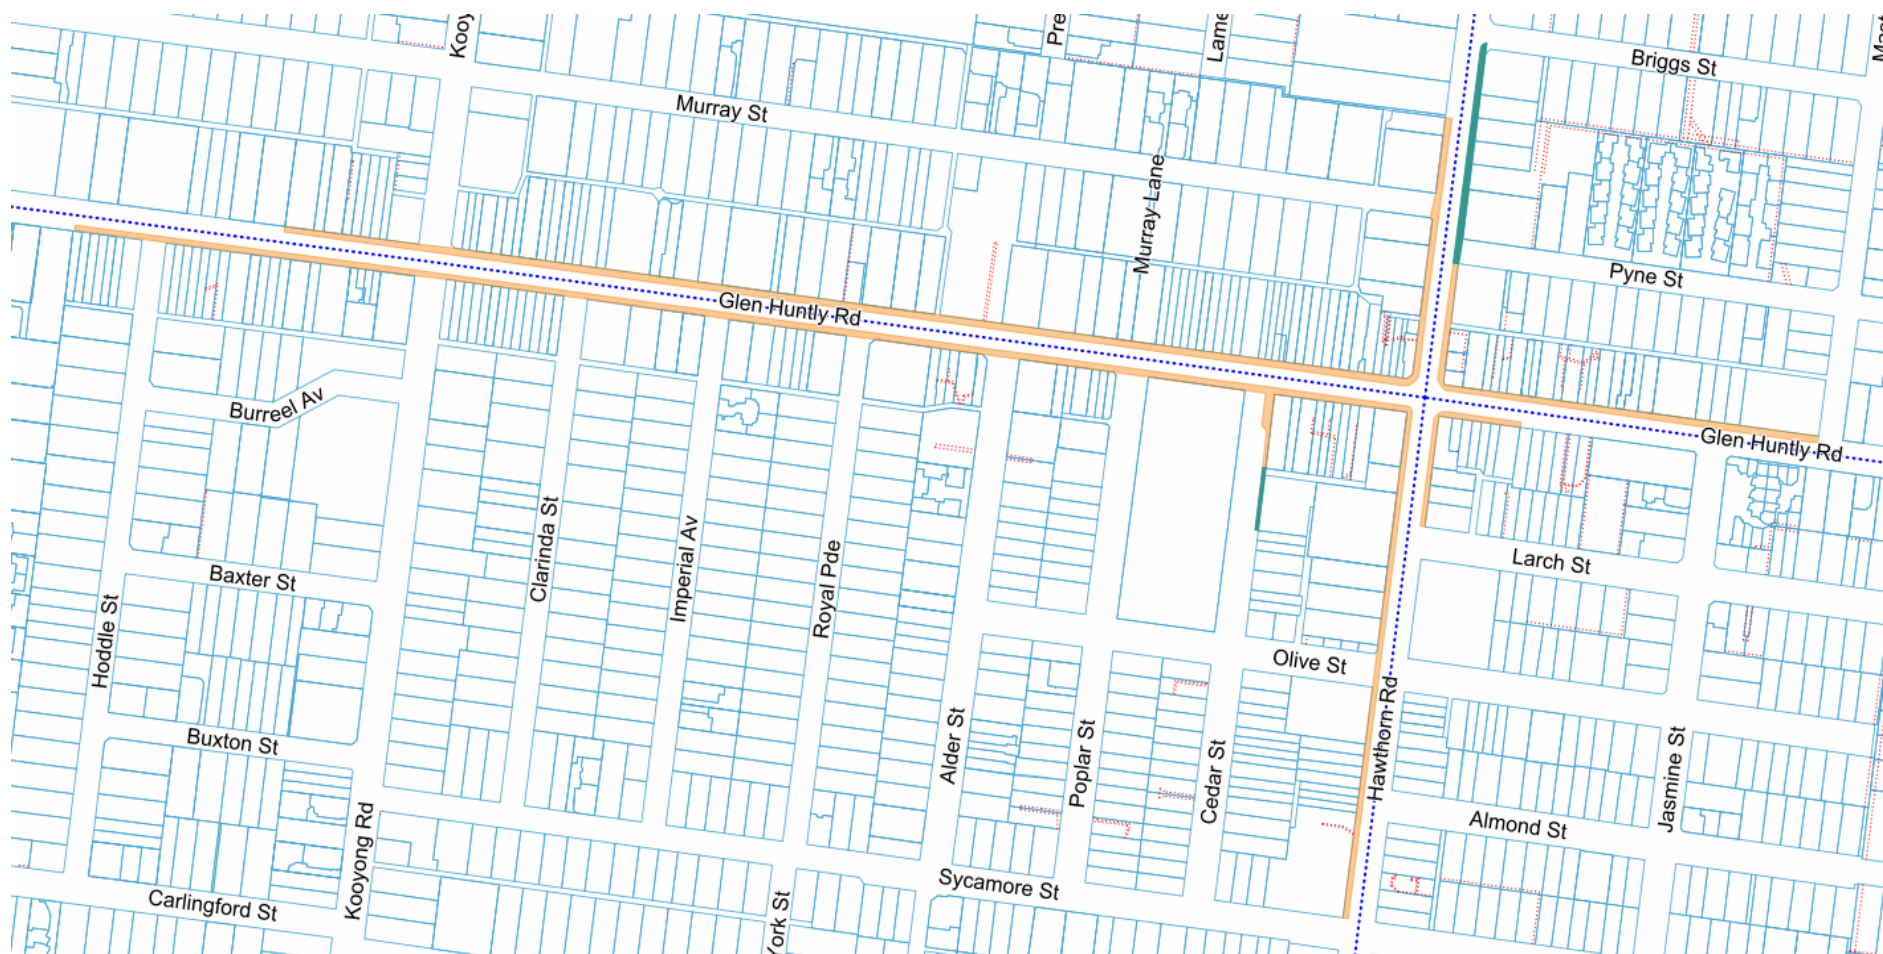 Briggs St
Murray St
Murray Lane
Pyne St
Glen Huntly Rd
Burreel Av
Glen Huntly Rd
Clarinda St
Imperial Av
Royal Pde
Larch St
Baxter St
Hoddle St
Olive St
Hawthorn Rd
Buxton St
Alder St
Poplar St
Cedar St
Jasmine St
Almond St
Kooyong Rd
Sycamore St
Carlingford St
York St